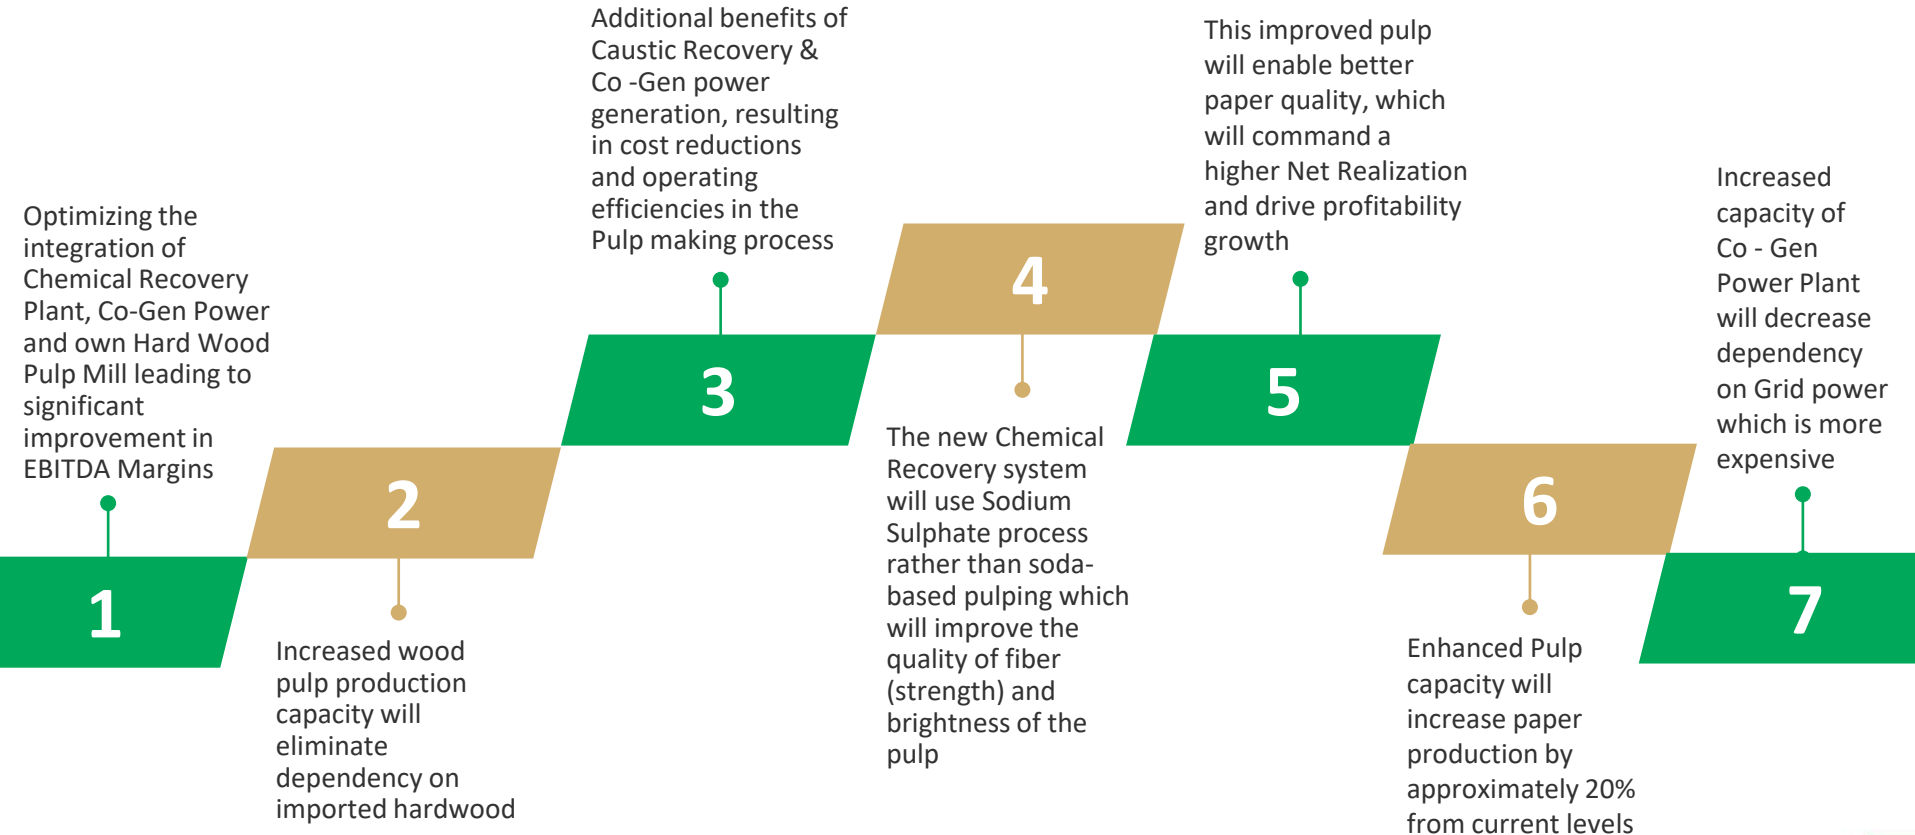 Optimizing the
integration of
Chemical Recovery
Plant, Co-Gen Power
and own Hard Wood
Pulp Mill leading to
significant
improvement in
EBITDA Margins
1
2
Increased wood
pulp production
capacity will
eliminate
dependency on
imported hardwood
Additional benefits of
Caustic Recovery &
Co -Gen power
generation, resulting
in cost reductions
and operating
efficiencies in the
Pulp making process
3
4
The new Chemical
Recovery system
will use Sodium
Sulphate process
rather than soda-
based pulping which
will improve the
quality of fiber
(strength) and
brightness of the
pulp
This improved pulp
will enable better
paper quality, which
will command a
higher Net Realization
and drive profitability
growth
5
6
Enhanced Pulp
capacity will
increase paper
production by
approximately 20%
from current levels
Increased
capacity of
Co - Gen
Power Plant
will decrease
dependency
on Grid power
which is more
expensive
7